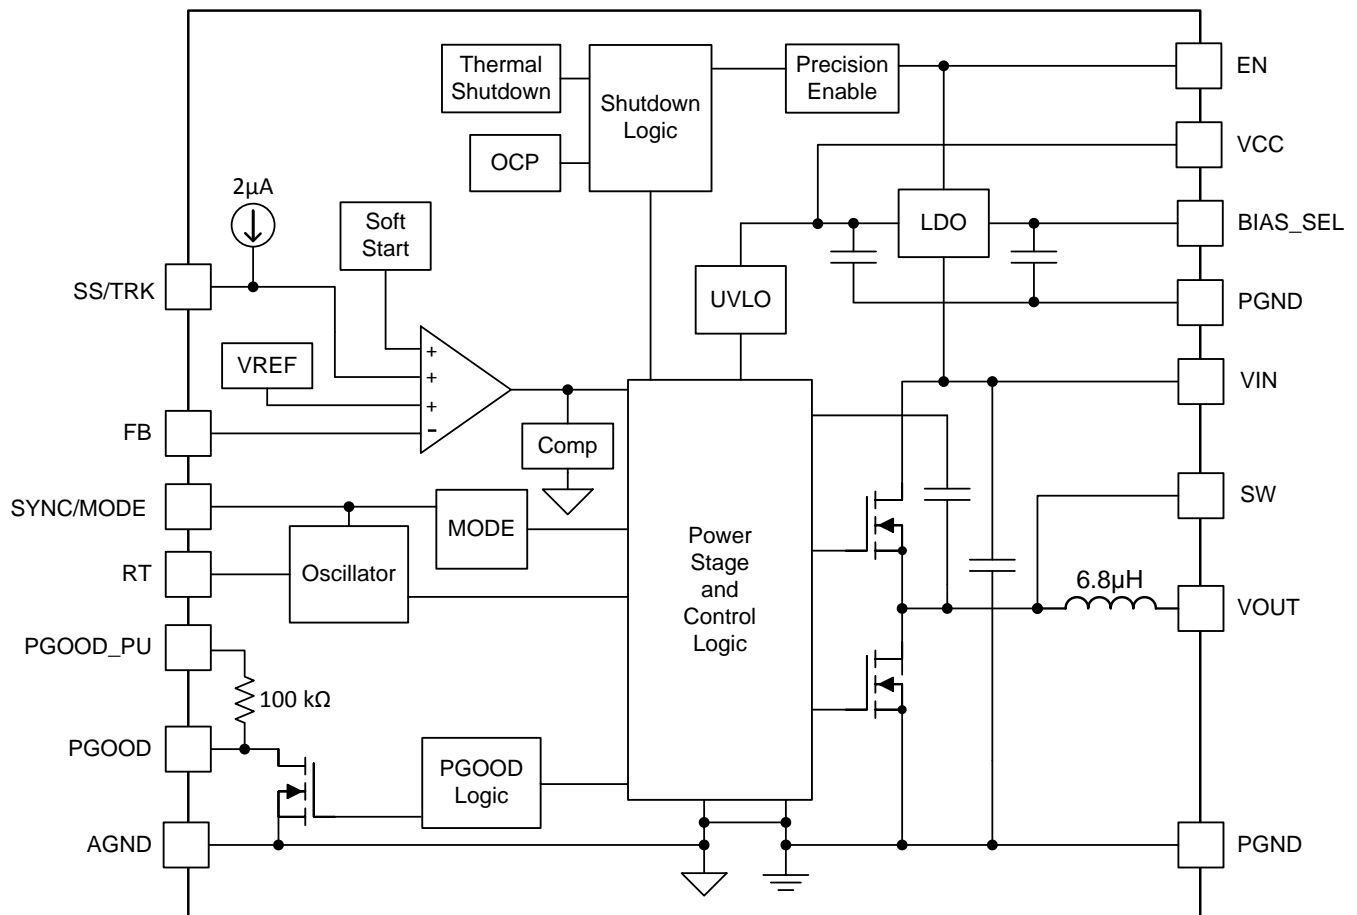 Thermal
Shutdown
Shutdown
Logic
Precision
Enable
EN
OCP
VCC
2μA
Soft
Start
LDO
BIAS_SEL
SS/TRK
UVLO
PGND
VREF
+
+
+
-
VIN
FB
Comp
SYNC/MODE
MODE
SW
RT
Oscillator
Power
Stage
and
Control
Logic
6.8μH
VOUT
PGOOD_PU
100 kΩ
PGOOD
PGOOD
Logic
AGND
PGND